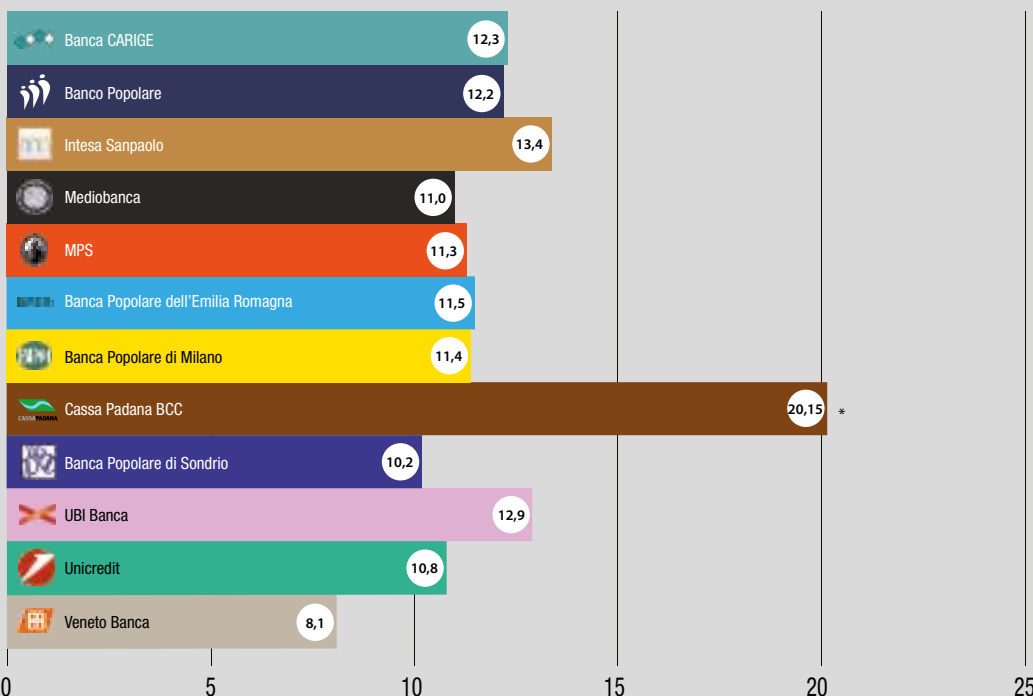 Banca CARIGE 12,3
Banco Popolare 12,2
Intesa Sanpaolo 13,4
Mediobanca 11,0
MPS 11,3
Banca Popolare dell'Emilia Romagna 11,5
Banca Popolare di Milano 11,4
CASSA PADANA Cassa Padana BCC 20,15 *
Banca Popolare di Sondrio 10,2
UBI Banca 12,9
Unicredit 10,8
Veneto Banca 8,1
0 5 10 15 20 25